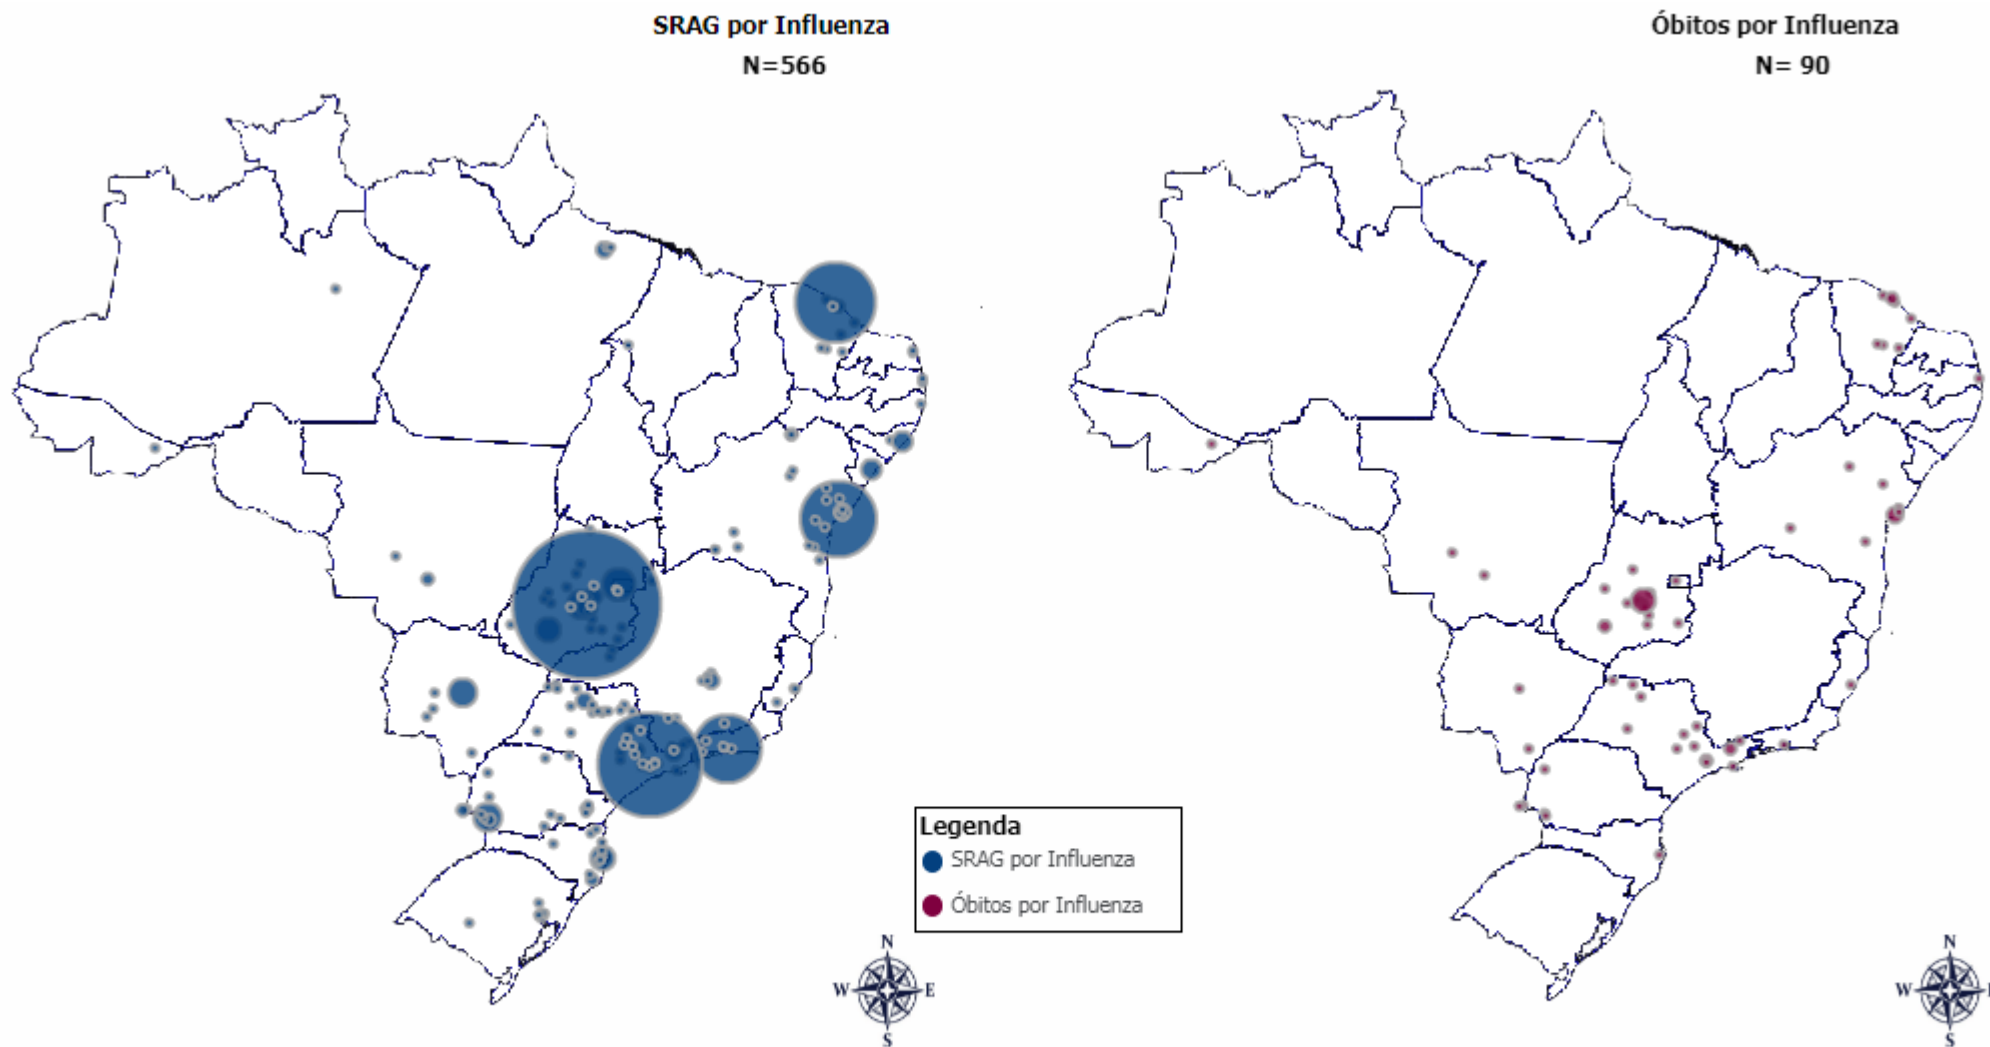 SRAG por Influenza
N=566
Óbitos por Influenza
N= 90
Legenda
SRAG por Influenza
Óbitos por Influenza
N
W E
S
N
W E
S